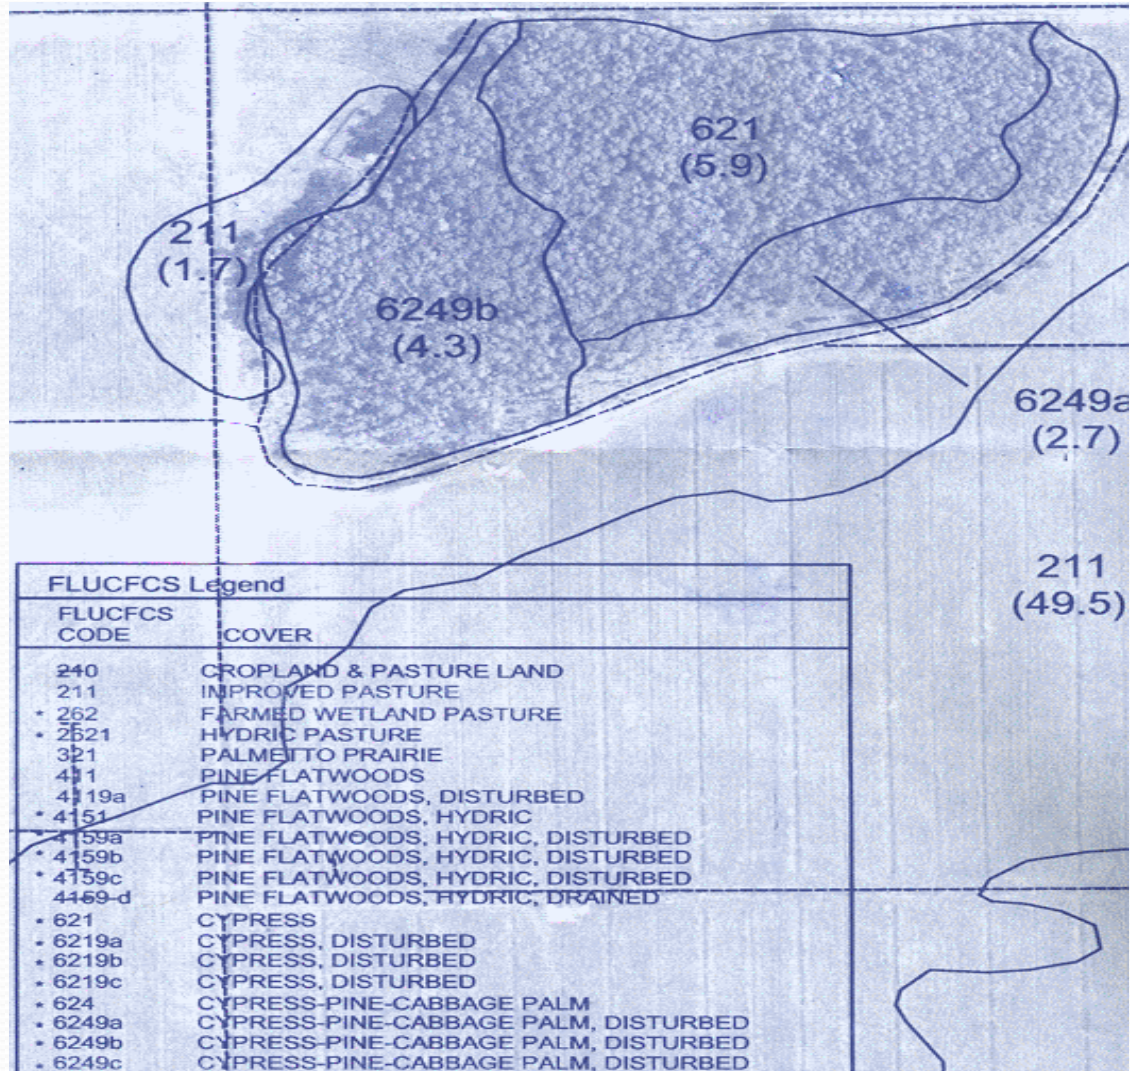 621
(5.9)
211
(1.7)
6249b
(4.3)
6249a
(2.7)
211
(49.5)
FLUCFCS Legend
FLUCFCS
CODE COVER
240 CROPLAND & PASTURE LAND
211 IMPROVED PASTURE
* 262 FARMED WETLAND PASTURE
* 2621 HYDRIC PASTURE
321 PALMETTO PRAIRIE
411 PINE FLATWOODS
4119a PINE FLATWOODS, DISTURBED
* 4151 PINE FLATWOODS, HYDRIC
* 4159a PINE FLATWOODS, HYDRIC, DISTURBED
* 4159b PINE FLATWOODS, HYDRIC, DISTURBED
* 4159c PINE FLATWOODS, HYDRIC, DISTURBED
4159-d PINE FLATWOODS, HYDRIC, DRAINED
* 621 CYPRESS
* 6219a CYPRESS, DISTURBED
* 6219b CYPRESS, DISTURBED
* 6219c CYPRESS, DISTURBED
* 624 CYPRESS-PINE-CABBAGE PALM
* 6249a CYPRESS-PINE-CABBAGE PALM, DISTURBED
* 6249b CYPRESS-PINE-CABBAGE PALM, DISTURBED
* 6249c CYPRESS-PINE-CABBAGE PALM, DISTURBED